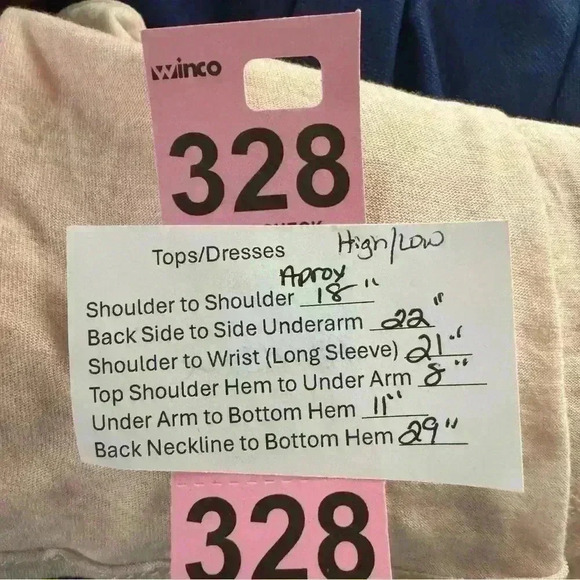 Winco
328
Tops/Dresses High/Low
Aprox
Shoulder to Shoulder 18"
Back Side to Side Underarm 22"
Shoulder to Wrist (Long Sleeve) 21"
Top Shoulder Hem to Under Arm 8"
Under Arm to Bottom Hem 11"
Back Neckline to Bottom Hem 29"
328